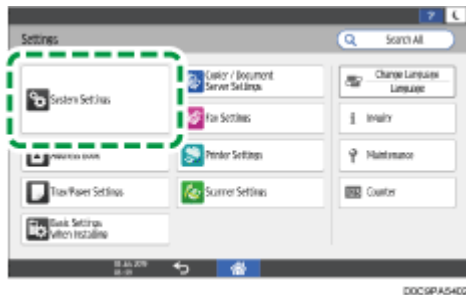 Settings
Search All
System Settings
Copier / Document
Server Settings
Change Language
Language
Fax Settings
Inquiry
Address Book
Printer Settings
Maintenance
Tray/Paper Settings
Scanner Settings
Counter
Basic Settings
When Installing
D0C9PA5402